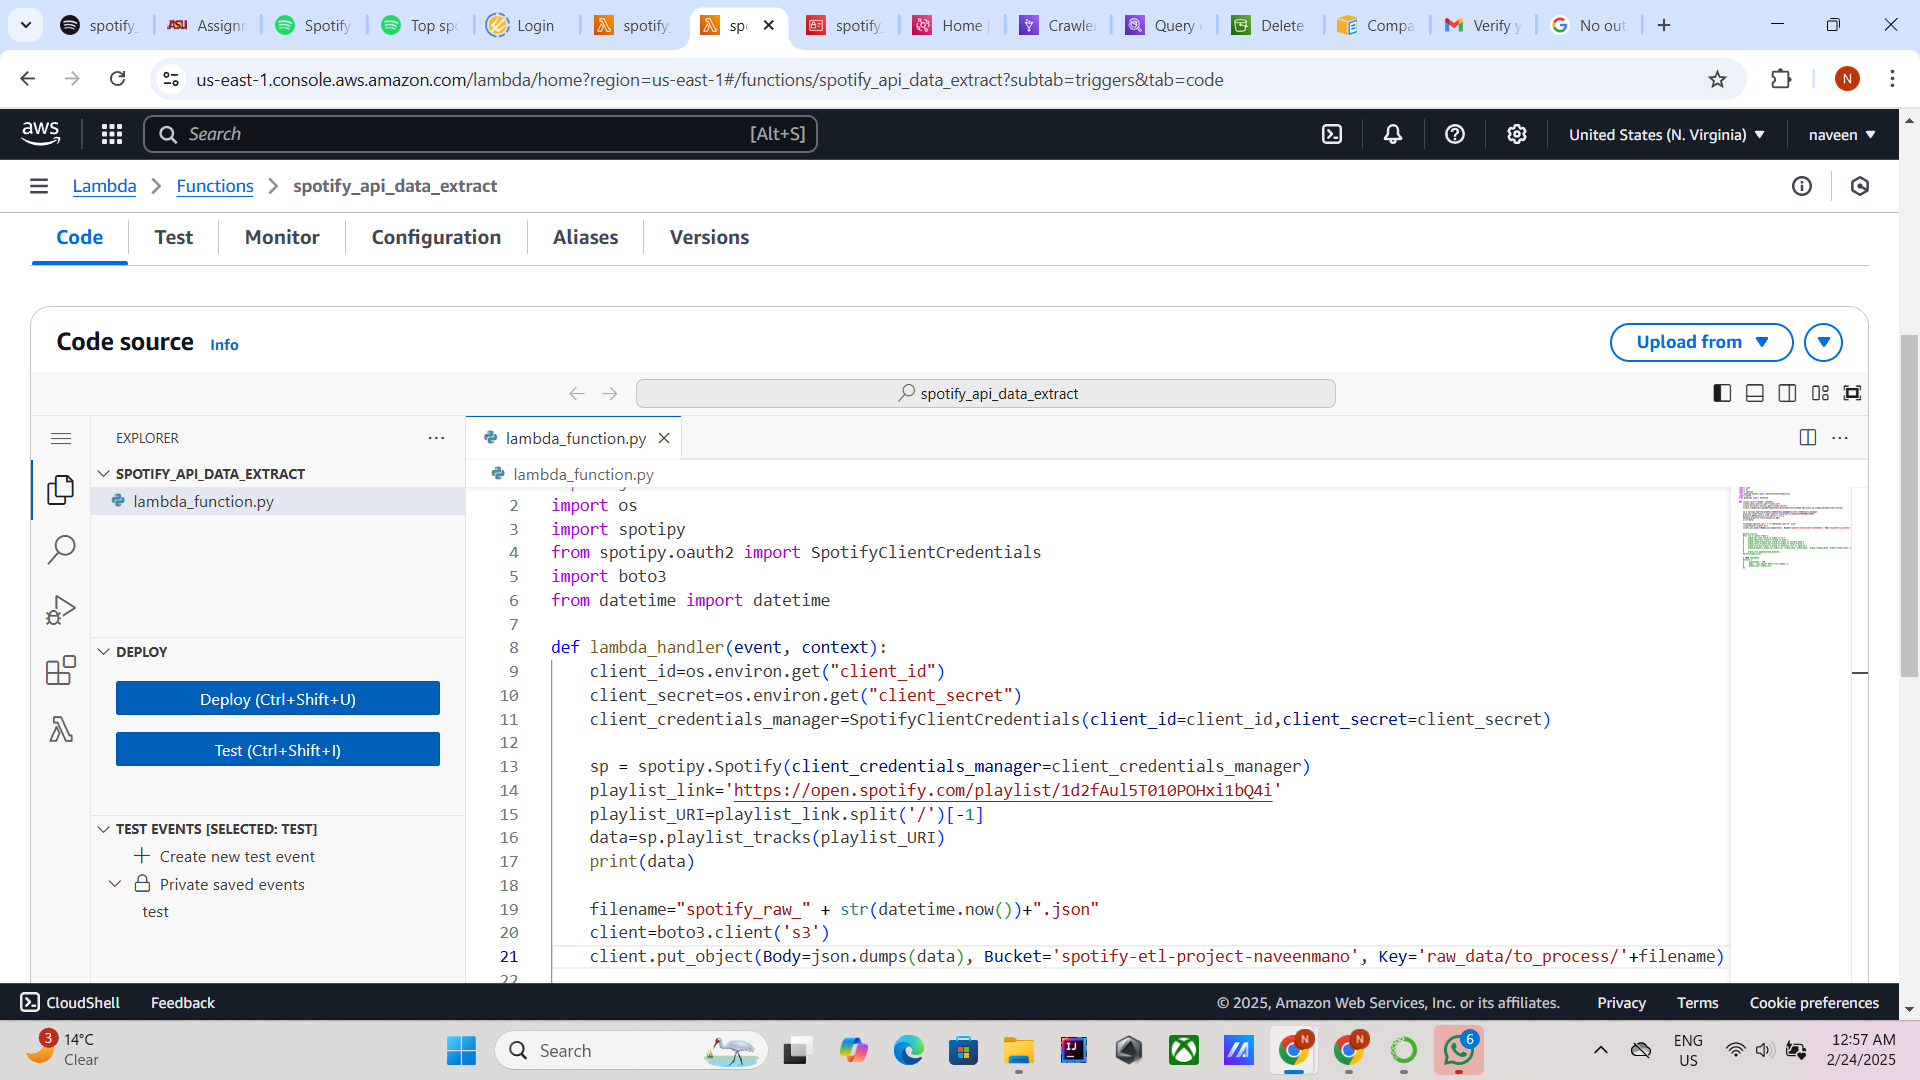 spotify_
Assignr
Spotify
Top spo
Login
spotify_
spo
spotify_
Home |
Crawler
Query e
Delete
Compa
Verify y
No out
us-east-1.console.aws.amazon.com/lambda/home?region=us-east-1#/functions/spotify_api_data_extract?subtab=triggers&tab=code
N
aws
Search
[Alt+S]
United States (N. Virginia)
naveen
Lambda
Functions
spotify_api_data_extract
Code
Test
Monitor
Configuration
Aliases
Versions
Code source
Info
Upload from
spotify_api_data_extract
EXPLORER
SPOTIFY_API_DATA_EXTRACT
lambda_function.py
DEPLOY
Deploy (Ctrl+Shift+U)
Test (Ctrl+Shift+I)
TEST EVENTS [SELECTED: TEST]
Create new test event
Private saved events
test
lambda_function.py
lambda_function.py
2 import os
3 import spotipy
4 from spotipy.oauth2 import SpotifyClientCredentials
5 import boto3
6 from datetime import datetime
7
8 def lambda_handler(event, context):
9 client_id=os.environ.get("client_id")
10 client_secret=os.environ.get("client_secret")
11 client_credentials_manager=SpotifyClientCredentials(client_id=client_id,client_secret=client_secret)
12
13 sp = spotipy.Spotify(client_credentials_manager=client_credentials_manager)
14 playlist_link='https://open.spotify.com/playlist/1d2fAul5T010POHxi1bQ4i'
15 playlist_URI=playlist_link.split('/')[-1]
16 data=sp.playlist_tracks(playlist_URI)
17 print(data)
18
19 filename="spotify_raw_" + str(datetime.now())+".json"
20 client=boto3.client('s3')
21 client.put_object(Body=json.dumps(data), Bucket='spotify-etl-project-naveenmano', Key='raw_data/to_process/'+filename)
22
CloudShell
Feedback
© 2025, Amazon Web Services, Inc. or its affiliates.
Privacy
Terms
Cookie preferences
3
14°C
Clear
Search
N
N
6
ENG
US
12:57 AM
2/24/2025